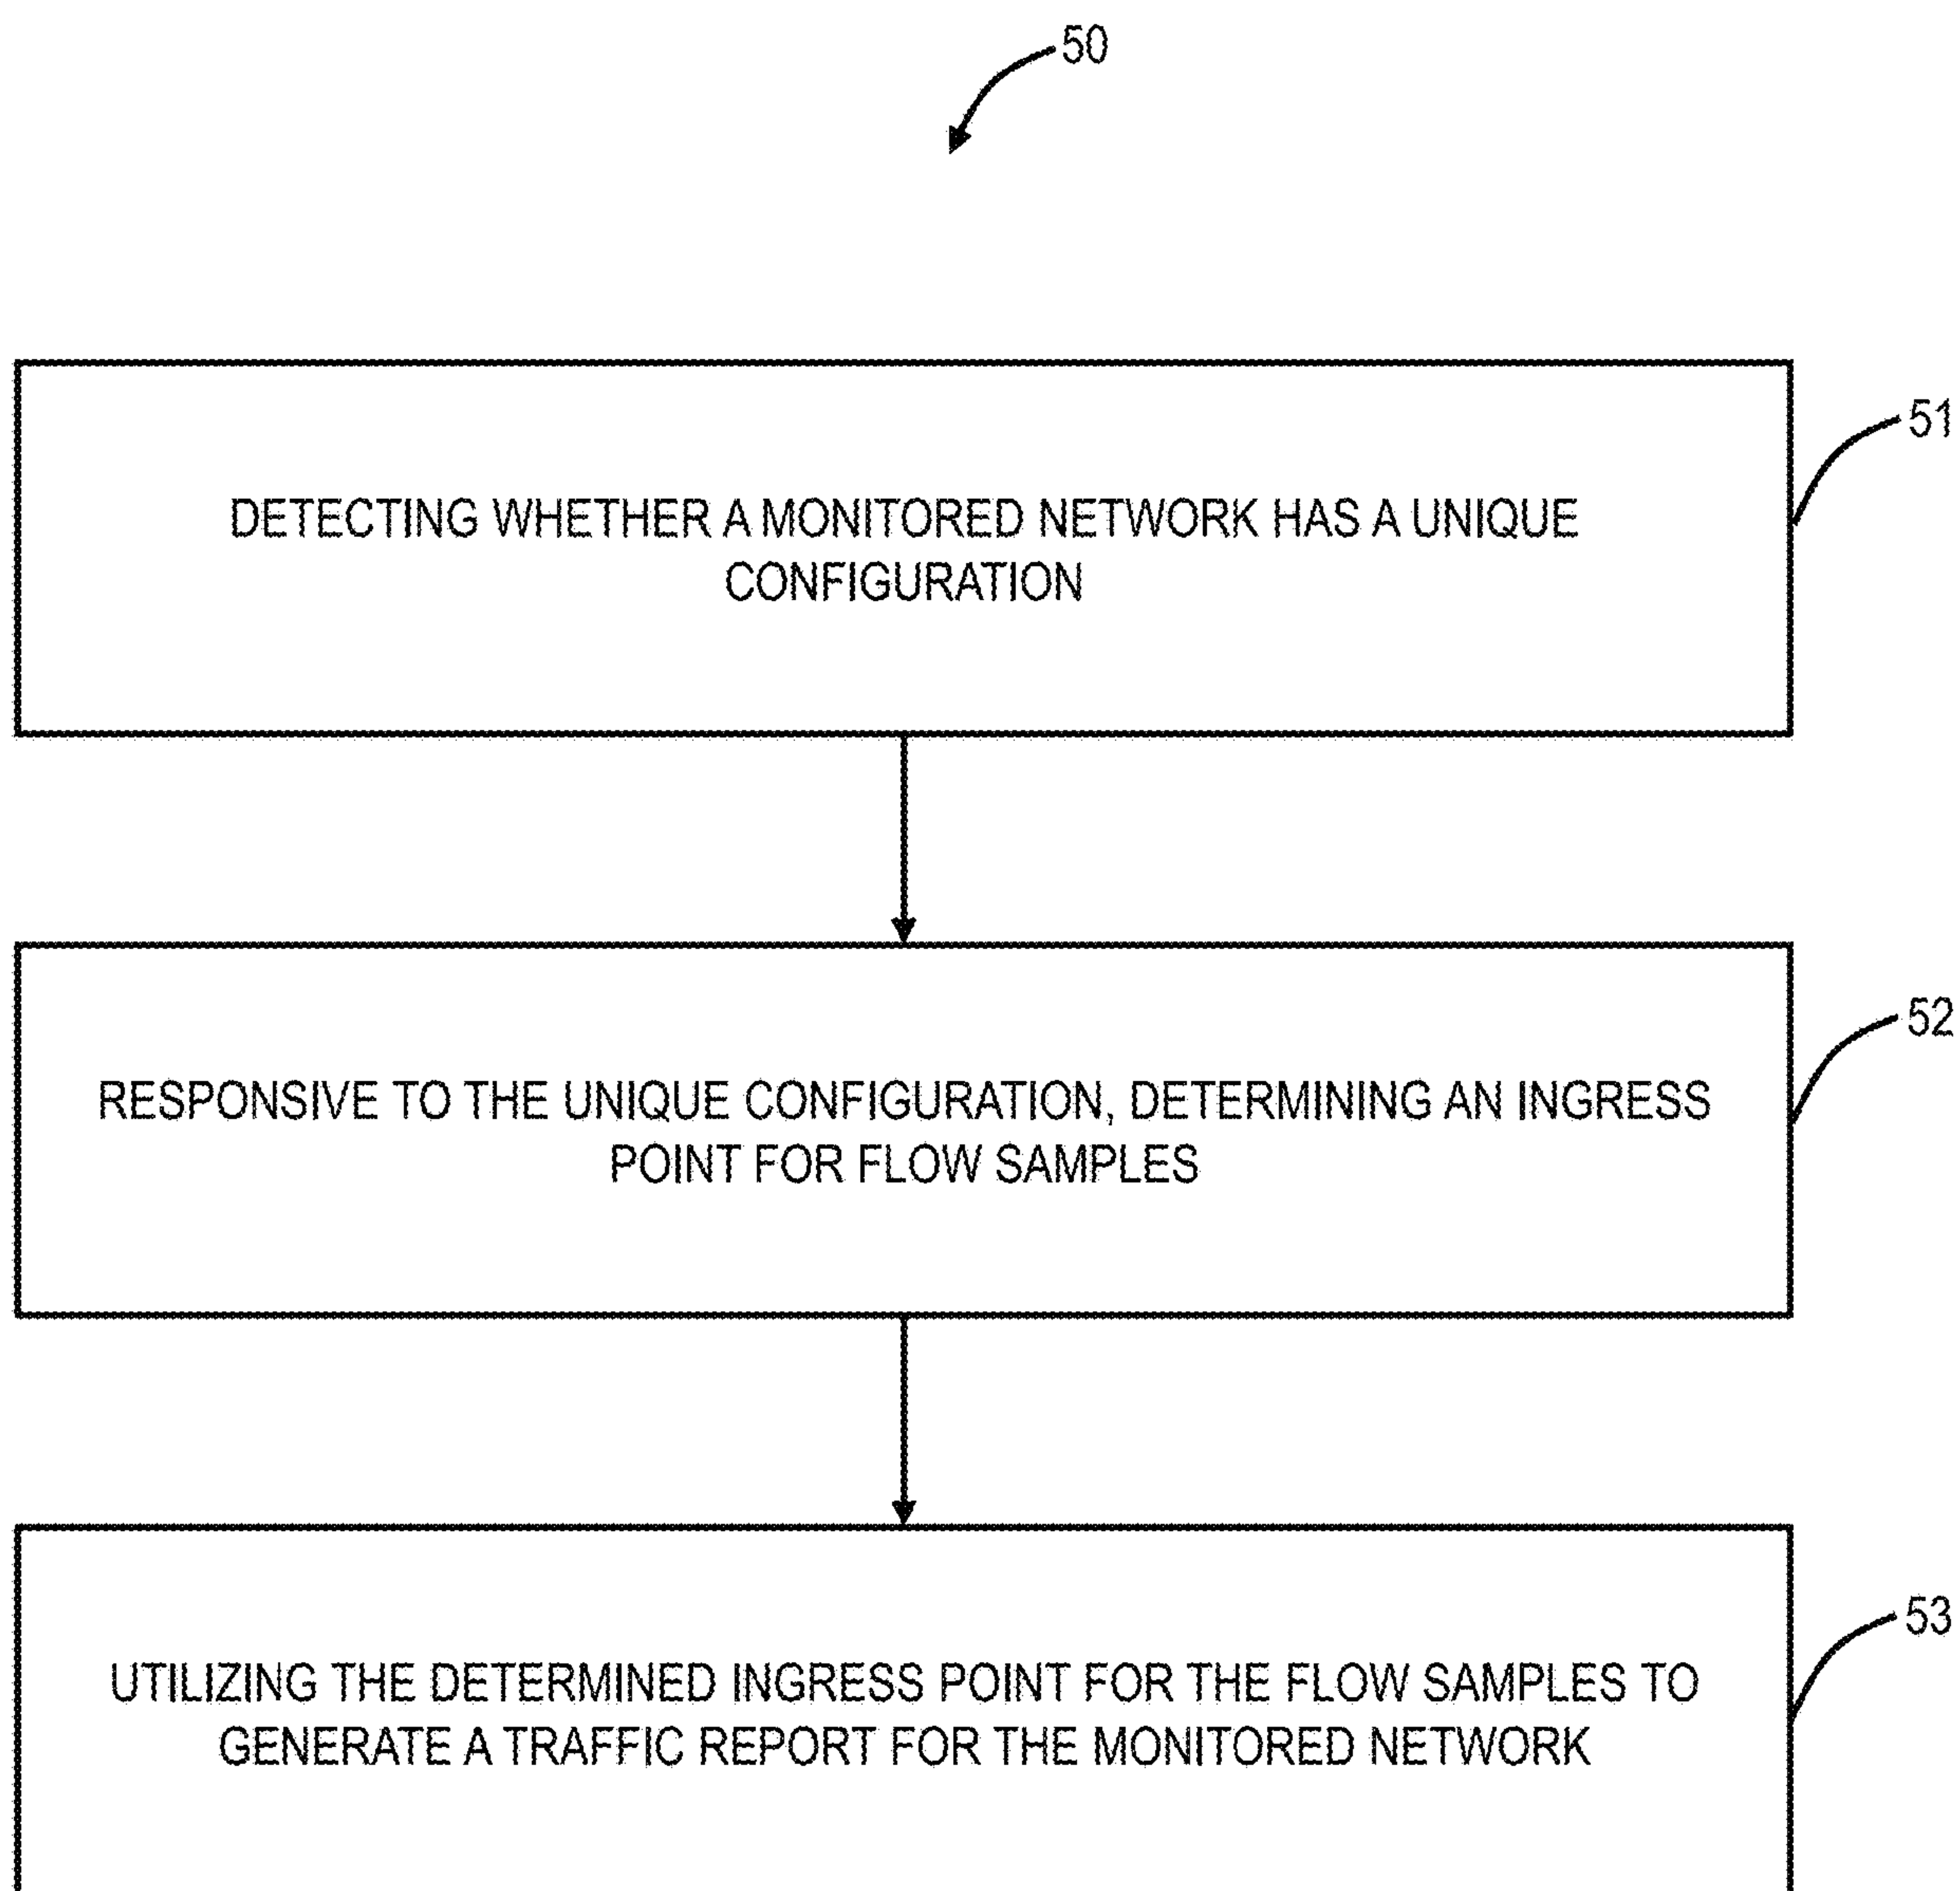 50
51
DETECTING WHETHER A MONITORED NETWORK HAS A UNIQUE
CONFIGURATION
52
RESPONSIVE TO THE UNIQUE CONFIGURATION, DETERMINING AN INGRESS
POINT FOR FLOW SAMPLES
53
UTILIZING THE DETERMINED INGRESS POINT FOR THE FLOW SAMPLES TO
GENERATE A TRAFFIC REPORT FOR THE MONITORED NETWORK